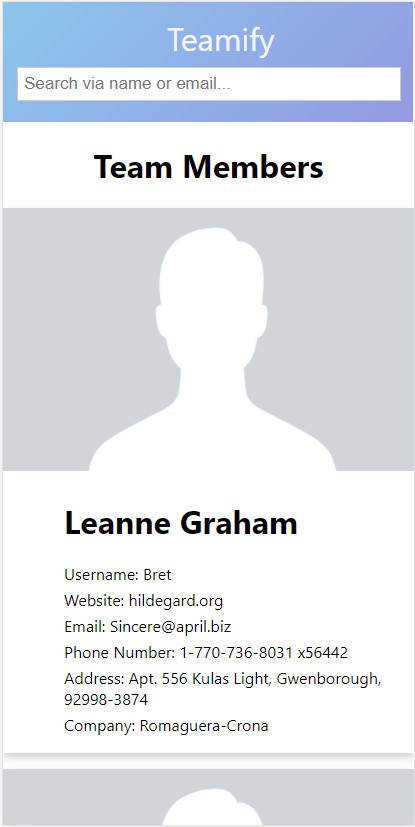 Teamify
Search via name or email...
Team Members
Leanne Graham
Username: Bret
Website: hildegard.org
Email: Sincere@april.biz
Phone Number: 1-770-736-8031 x56442
Address: Apt. 556 Kulas Light, Gwenborough,
92998-3874
Company: Romaguera-Crona